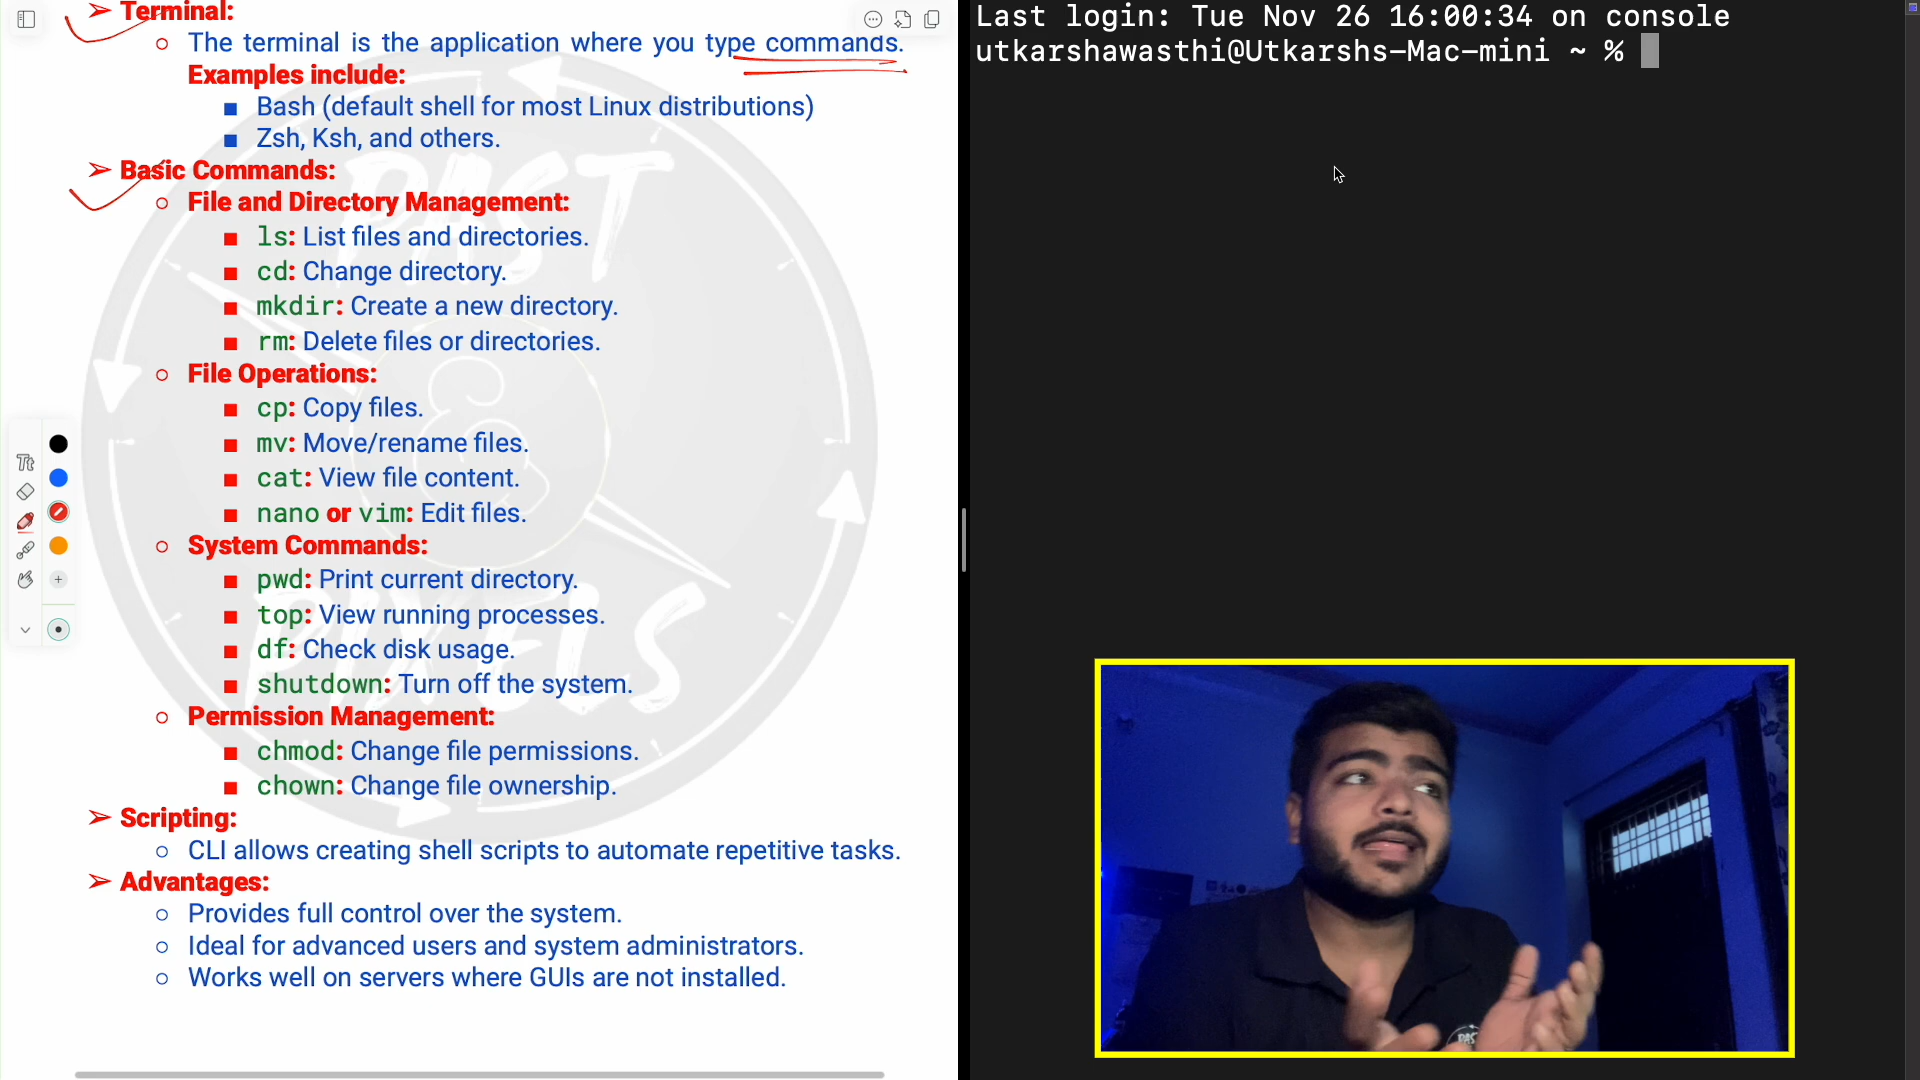 ➢ Terminal:
○ The terminal is the application where you type commands.
Examples include:
■ Bash (default shell for most Linux distributions)
■ Zsh, Ksh, and others.
➢ Basic Commands:
○ File and Directory Management:
■ ls: List files and directories.
■ cd: Change directory.
■ mkdir: Create a new directory.
■ rm: Delete files or directories.
○ File Operations:
■ cp: Copy files.
■ mv: Move/rename files.
■ cat: View file content.
■ nano or vim: Edit files.
○ System Commands:
■ pwd: Print current directory.
■ top: View running processes.
■ df: Check disk usage.
■ shutdown: Turn off the system.
○ Permission Management:
■ chmod: Change file permissions.
■ chown: Change file ownership.
➢ Scripting:
○ CLI allows creating shell scripts to automate repetitive tasks.
➢ Advantages:
○ Provides full control over the system.
○ Ideal for advanced users and system administrators.
○ Works well on servers where GUIs are not installed.
PAST
&
PIXELS
Tt
Last login: Tue Nov 26 16:00:34 on console
utkarshawasthi@Utkarshs-Mac-mini ~ %
PAST